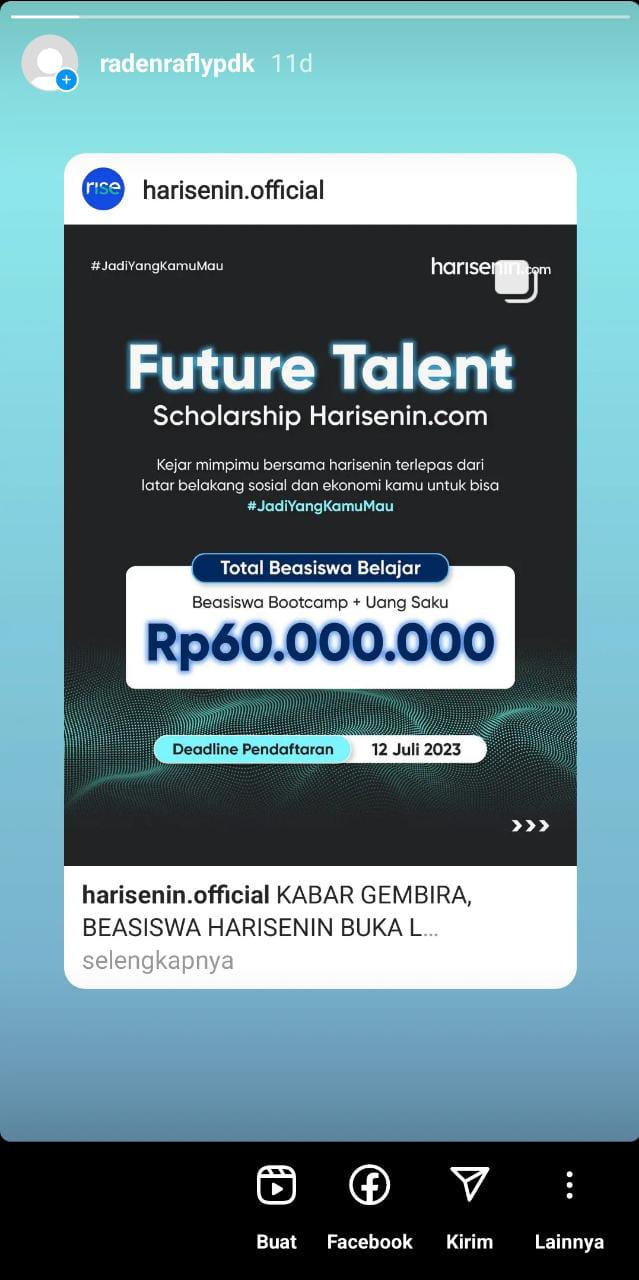 radenraflypdk 11d
rise harisenin.official
#JadiYangKamuMau
harisenin.com
Future Talent
Scholarship Harisenin.com
Kejar mimpimu bersama harisenin terlepas dari
latar belakang sosial dan ekonomi kamu untuk bisa
#JadiYangKamuMau
Total Beasiswa Belajar
Beasiswa Bootcamp + Uang Saku
Rp60.000.000
Deadline Pendaftaran 12 Juli 2023
harisenin.official KABAR GEMBIRA,
BEASISWA HARISENIN BUKA L...
selengkapnya
Buat Facebook Kirim Lainnya